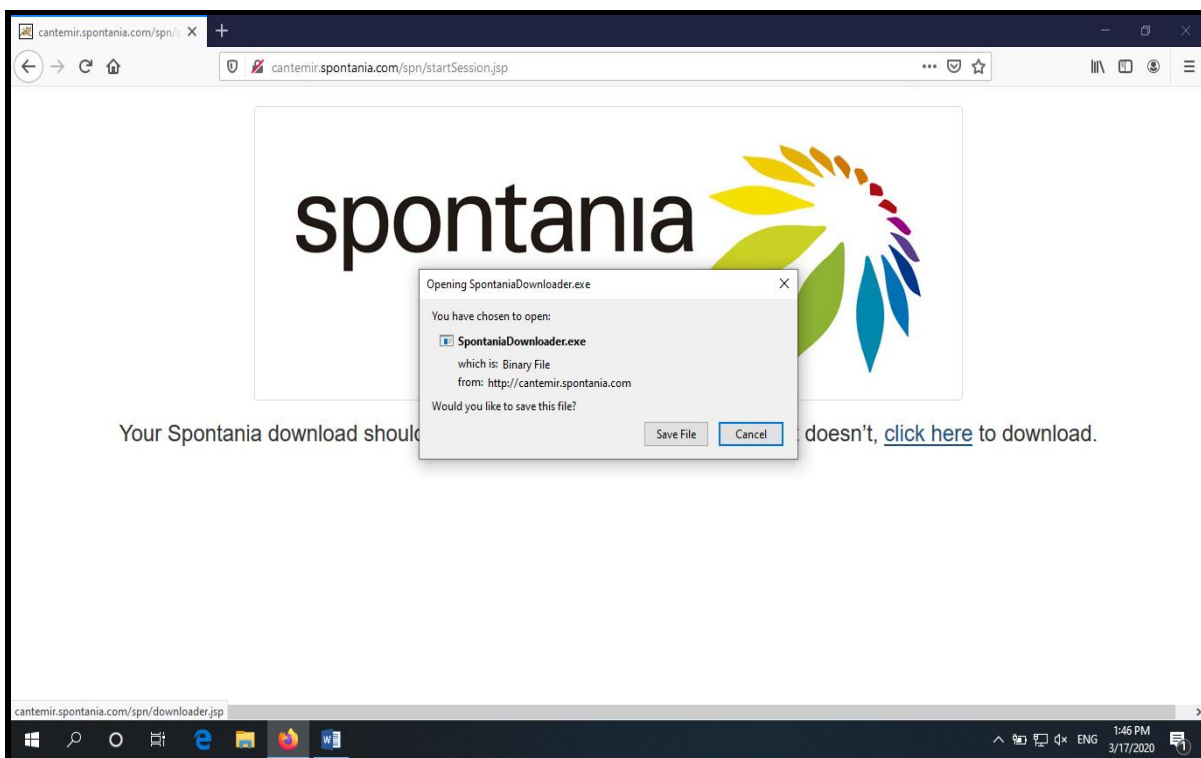 cantemir.spontania.com/spn/s
cantemir.spontania.com/spn/startSession.jsp
spontania
Opening SpontaniaDownloader.exe
You have chosen to open:
SpontaniaDownloader.exe
which is: Binary File
from: http://cantemir.spontania.com
Would you like to save this file?
Save File Cancel
Your Spontania download should doesn't, click here to download.
cantemir.spontania.com/spn/downloader.jsp
ENG 1:46 PM
3/17/2020